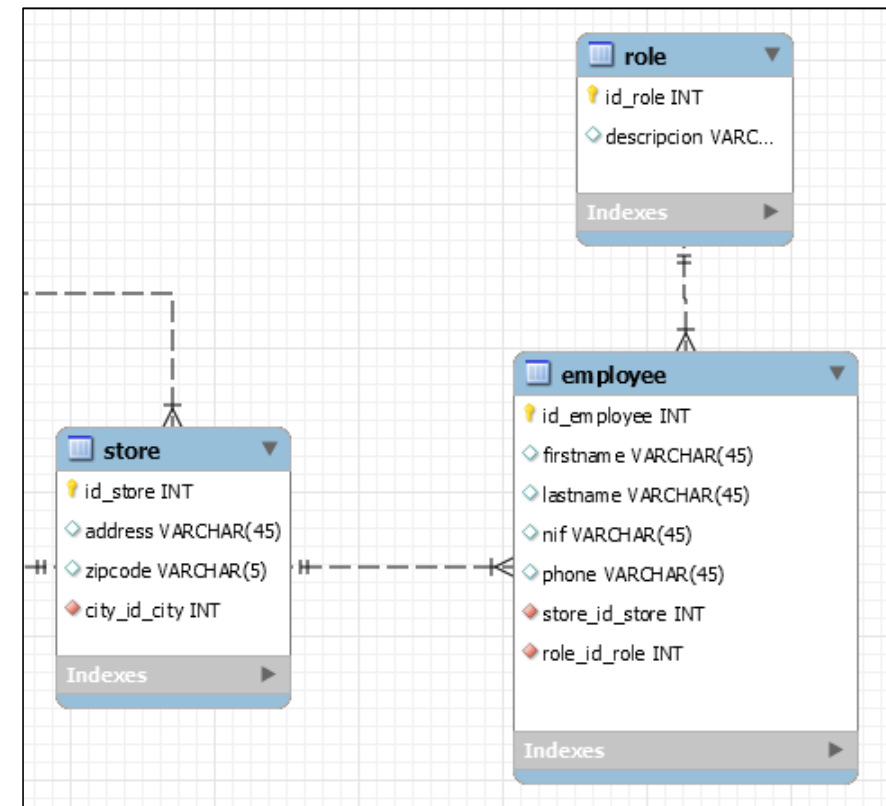 role
id_role INT
descripcion VARC...
Indexes
employee
id_employee INT
firstname VARCHAR(45)
lastname VARCHAR(45)
nif VARCHAR(45)
phone VARCHAR(45)
store_id_store INT
role_id_role INT
Indexes
store
id_store INT
address VARCHAR(45)
zipcode VARCHAR(5)
city_id_city INT
Indexes